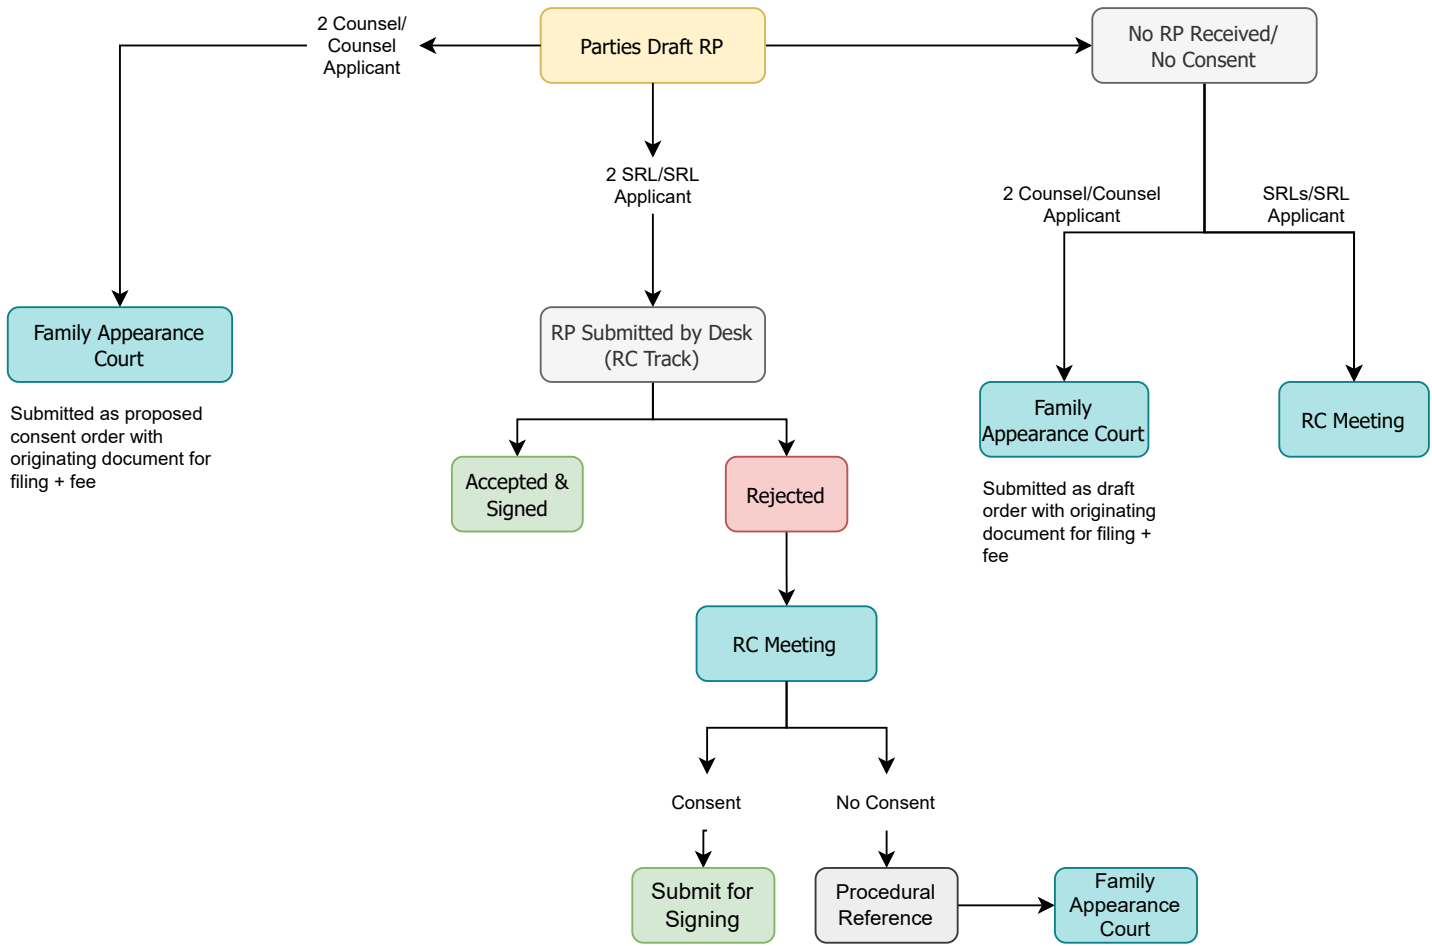 2 Counsel/
Counsel
Applicant
Parties Draft RP
No RP Received/
No Consent
2 SRL/SRL
Applicant
2 Counsel/Counsel
Applicant
SRLs/SRL
Applicant
Family Appearance
Court
Submitted as proposed
consent order with
originating document for
filing + fee
RP Submitted by Desk
(RC Track)
Family
Appearance Court
Submitted as draft
order with originating
document for filing +
fee
RC Meeting
Accepted &
Signed
Rejected
RC Meeting
Consent
No Consent
Submit for
Signing
Procedural
Reference
Family
Appearance
Court